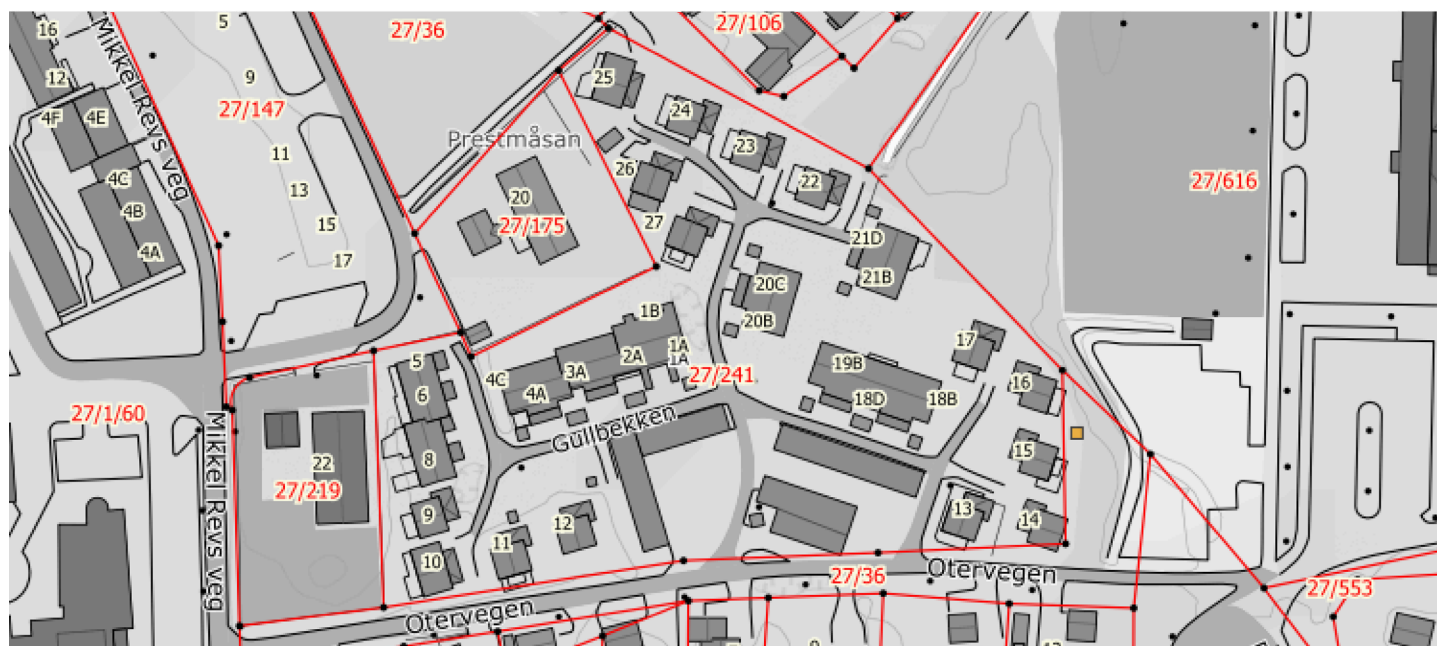 16
5
27/36
27/106
12
9
25
27/147
4F
4E
24
Prestmåsan
23
Mikkel Revs veg
11
26
22
27/616
4C
13
20
4B
15
27/175
27
21D
4A
17
21B
20C
1B
20B
5
3A
2A
1A
1A
17
4C
27/241
19B
16
6
4A
18D
18B
27/1/60
Gullbekken
8
15
22
27/219
9
12
13
14
11
10
Mikkel Revs veg
Otervegen
27/36
27/553
Otervegen